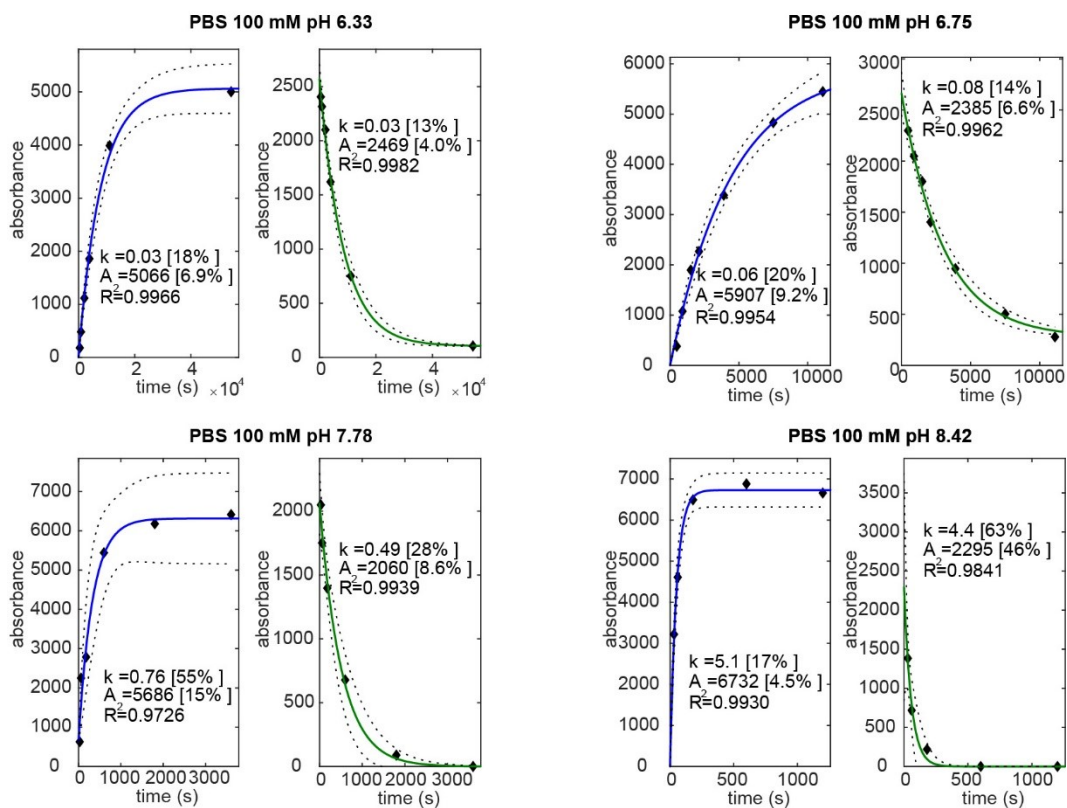 PBS 100 mM pH 6.33
absorbance
5000
4000
3000
2000
1000
0
k =0.03 [18% ]
A =5066 [6.9% ]
R²=0.9966
0 2 4
time (s) × 10⁴
absorbance
2500
2000
1500
1000
500
0
k =0.03 [13% ]
A =2469 [4.0% ]
R²=0.9982
0 2 4
time (s) × 10⁴
PBS 100 mM pH 6.75
absorbance
6000
5000
4000
3000
2000
1000
0
k =0.06 [20% ]
A =5907 [9.2% ]
R²=0.9954
0 5000 10000
time (s)
absorbance
3000
2500
2000
1500
1000
500
0
k =0.08 [14% ]
A =2385 [6.6% ]
R²=0.9962
0 5000 10000
time (s)
PBS 100 mM pH 7.78
absorbance
7000
6000
5000
4000
3000
2000
1000
0
k =0.76 [55% ]
A =5686 [15% ]
R²=0.9726
0 1000 2000 3000
time (s)
absorbance
2000
1500
1000
500
0
k =0.49 [28% ]
A =2060 [8.6% ]
R²=0.9939
0 1000 2000 3000
time (s)
PBS 100 mM pH 8.42
absorbance
7000
6000
5000
4000
3000
2000
1000
0
k =5.1 [17% ]
A =6732 [4.5% ]
R²=0.9930
0 500 1000
time (s)
absorbance
3500
3000
2500
2000
1500
1000
500
0
k =4.4 [63% ]
A =2295 [46% ]
R²=0.9841
0 500 1000
time (s)